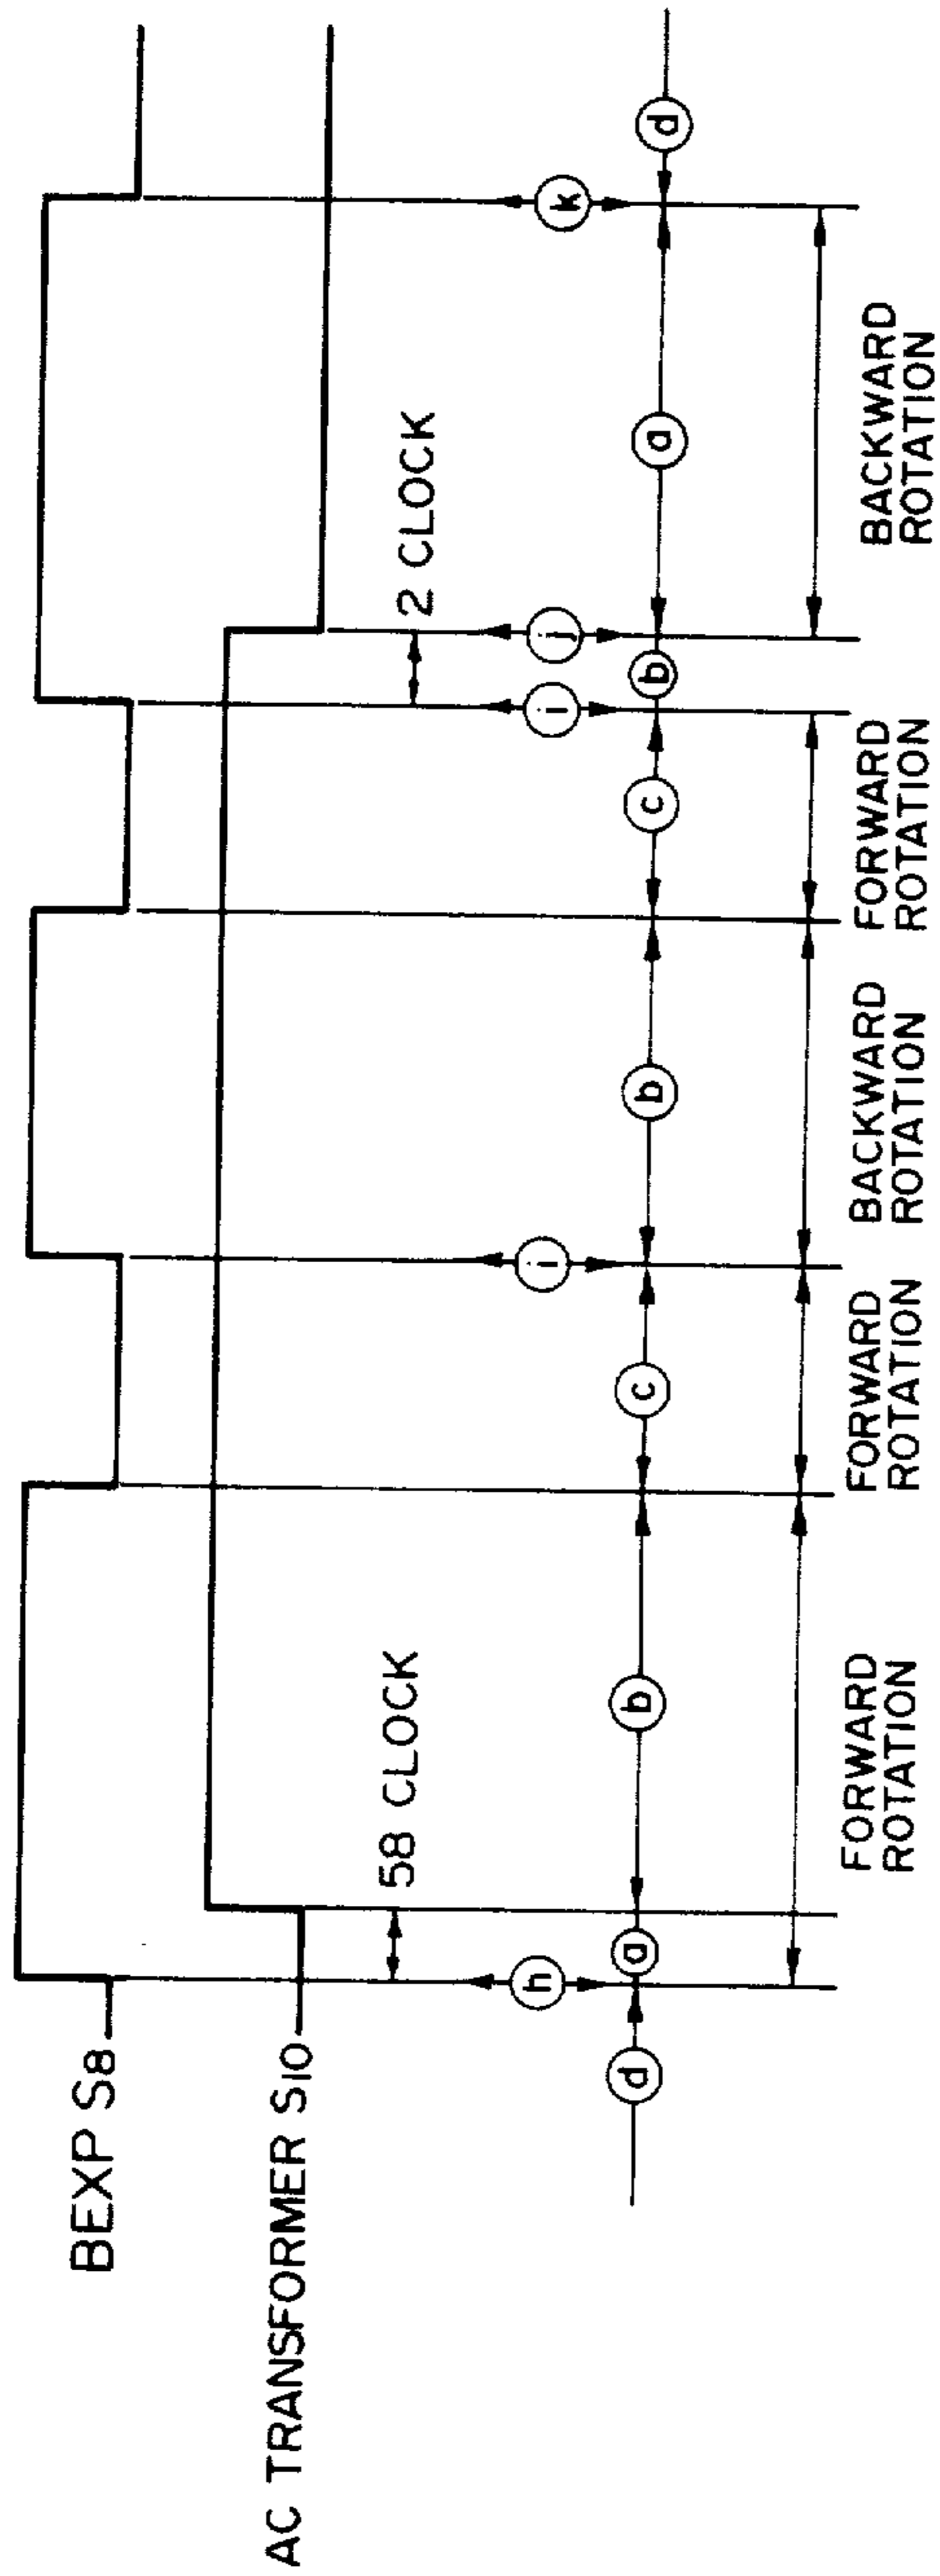 BEXP S8
AC TRANSFORMER S10
58 CLOCK
2 CLOCK
h
i
i
j
k
d
a
b
c
b
c
b
a
d
FORWARD
ROTATION
FORWARD
ROTATION
BACKWARD
ROTATION
FORWARD
ROTATION
BACKWARD
ROTATION